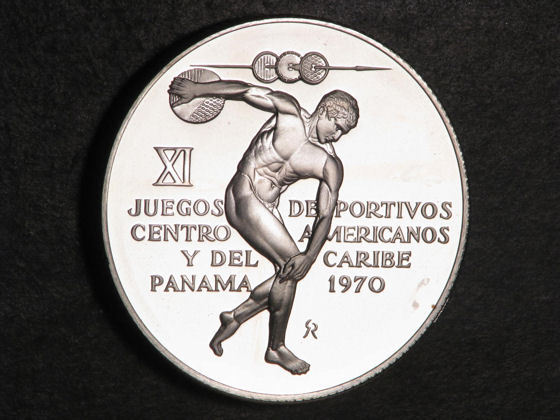 XI
JUEGOS DEPORTIVOS
CENTRO AMERICANOS
Y DEL CARIBE
PANAMA 1970